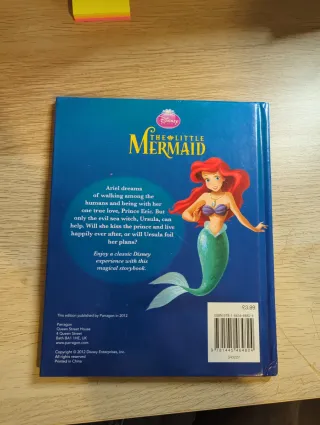 Disney
THE LITTLE
MERMAID
Ariel dreams
of walking among the
humans and being with her
one true love, Prince Eric. But
only the evil sea witch, Ursula, can
help. Will she kiss the prince and live
happily ever after, or will Ursula foil
her plans?
Enjoy a classic Disney
experience with this
magical storybook.
This edition published by Parragon in 2012
Parragon
Queen Street House
4 Queen Street
Bath BA1 1HE, UK
www.parragon.com
Copyright © 2012 Disney Enterprises, Inc.
All rights reserved.
Printed in China